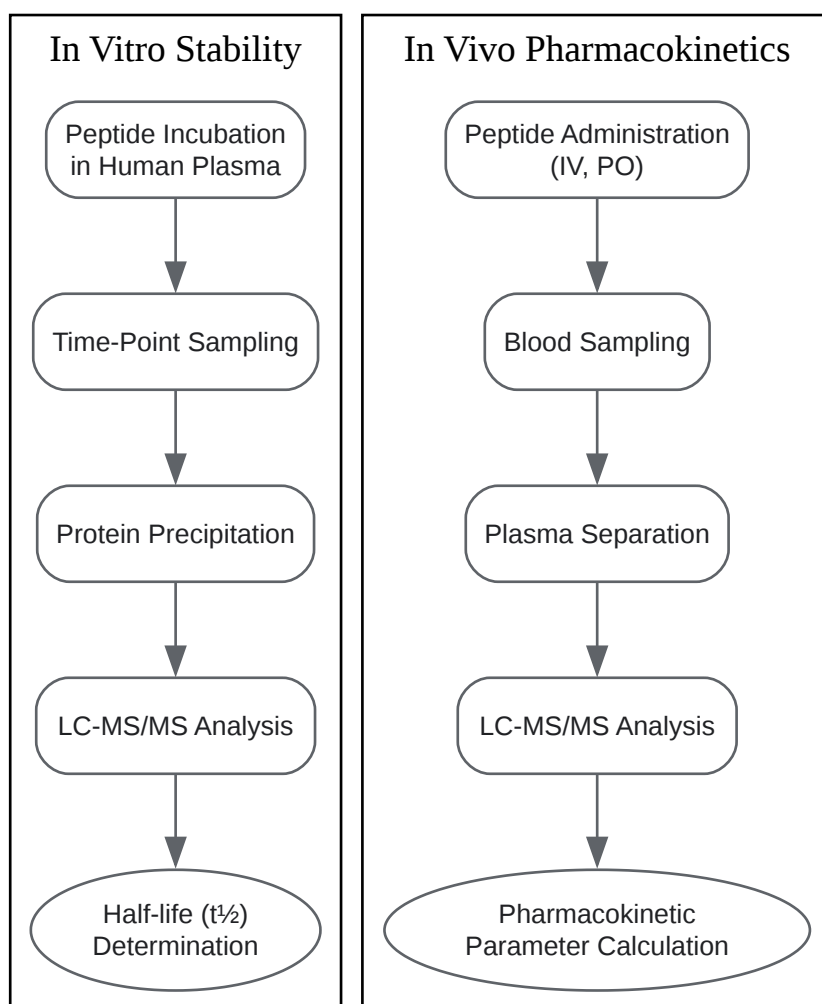 In Vitro Stability
Peptide Incubation
in Human Plasma
Time-Point Sampling
Protein Precipitation
LC-MS/MS Analysis
Half-life (t½)
Determination
In Vivo Pharmacokinetics
Peptide Administration
(IV, PO)
Blood Sampling
Plasma Separation
LC-MS/MS Analysis
Pharmacokinetic
Parameter Calculation